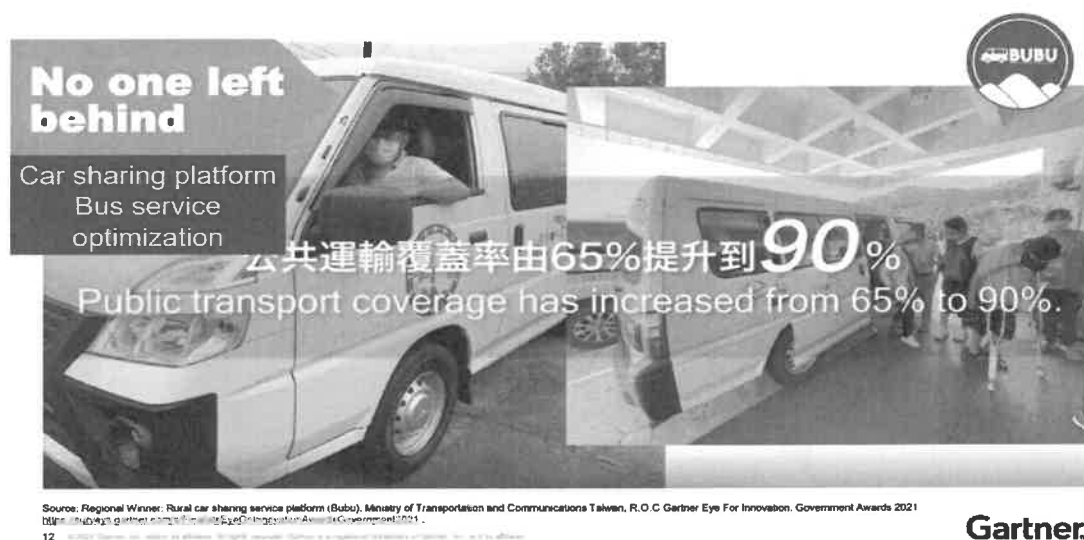 No one left
behind
BUBU
Car sharing platform
Bus service
optimization
公共運輸覆蓋率由65%提升到90%
Public transport coverage has increased from 65% to 90%.
Source: Regional Winner: Rural car sharing service platform (Bubu), Ministry of Transportation and Communications Taiwan, R.O.C Gartner Eye For Innovation. Government Awards 2021
12
Gartner.